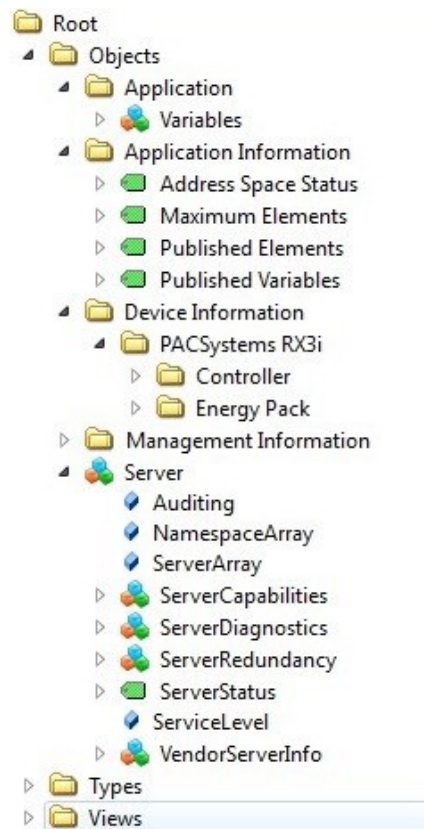 Root
Objects
Application
Variables
Application Information
Address Space Status
Maximum Elements
Published Elements
Published Variables
Device Information
PACSystems RX3i
Controller
Energy Pack
Management Information
Server
Auditing
NamespaceArray
ServerArray
ServerCapabilities
ServerDiagnostics
ServerRedundancy
ServerStatus
ServiceLevel
VendorServerInfo
Types
Views